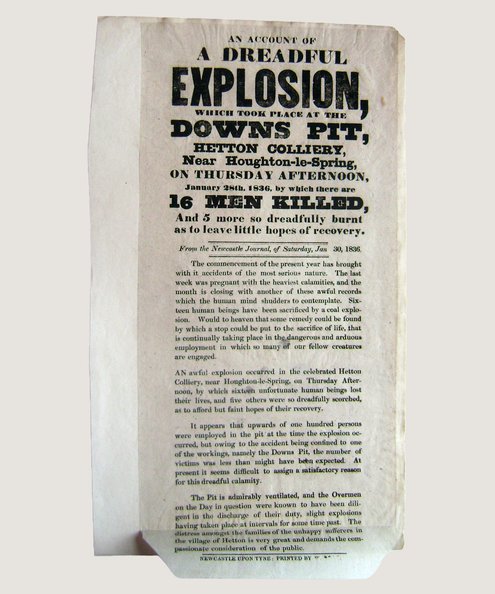 AN ACCOUNT OF
A DREADFUL
EXPLOSION,
WHICH TOOK PLACE AT THE
DOWNS PIT,
HETTON COLLIERY,
Near Houghton-le-Spring,
ON THURSDAY AFTERNOON,
January 28th, 1836, by which there are
16 MEN KILLED,
And 5 more so dreadfully burnt
as to leave little hopes of recovery.
From the Newcastle Journal, of Saturday, Jan 30, 1836.
The commencement of the present year has brought
with it accidents of the most serious nature. The last
week was pregnant with the heaviest calamities, and the
month is closing with another of these awful records
which the human mind shudders to contemplate. Six-
teen human beings have been sacrificed by a coal explo-
sion. Would to heaven that some remedy could be found
by which a stop could be put to the sacrifice of life, that
is continually taking place in the dangerous and arduous
employment in which so many of our fellow creatures
are engaged.
AN awful explosion occurred in the celebrated Hetton
Colliery, near Houghton-le-Spring, on Thursday After-
noon, by which sixteen unfortunate human beings lost
their lives, and five others were so dreadfully scorched,
as to afford but faint hopes of their recovery.
It appears that upwards of one hundred persons
were employed in the pit at the time the explosion oc-
curred, but owing to the accident being confined to one
of the workings, namely the Downs Pit, the number of
victims was less than might have been expected. At
present it seems difficult to assign a satisfactory reason
for this dreadful calamity.
The Pit is admirably ventilated, and the Overmen
on the Day in question were known to have been dili-
gent in the discharge of their duty, slight explosions
having taken place at intervals for some time past. The
distress amongst the families of the unhappy sufferers in
the village of Hetton is very great and demands the com-
passionate consideration of the public.
NEWCASTLE UPON TYNE: PRINTED BY